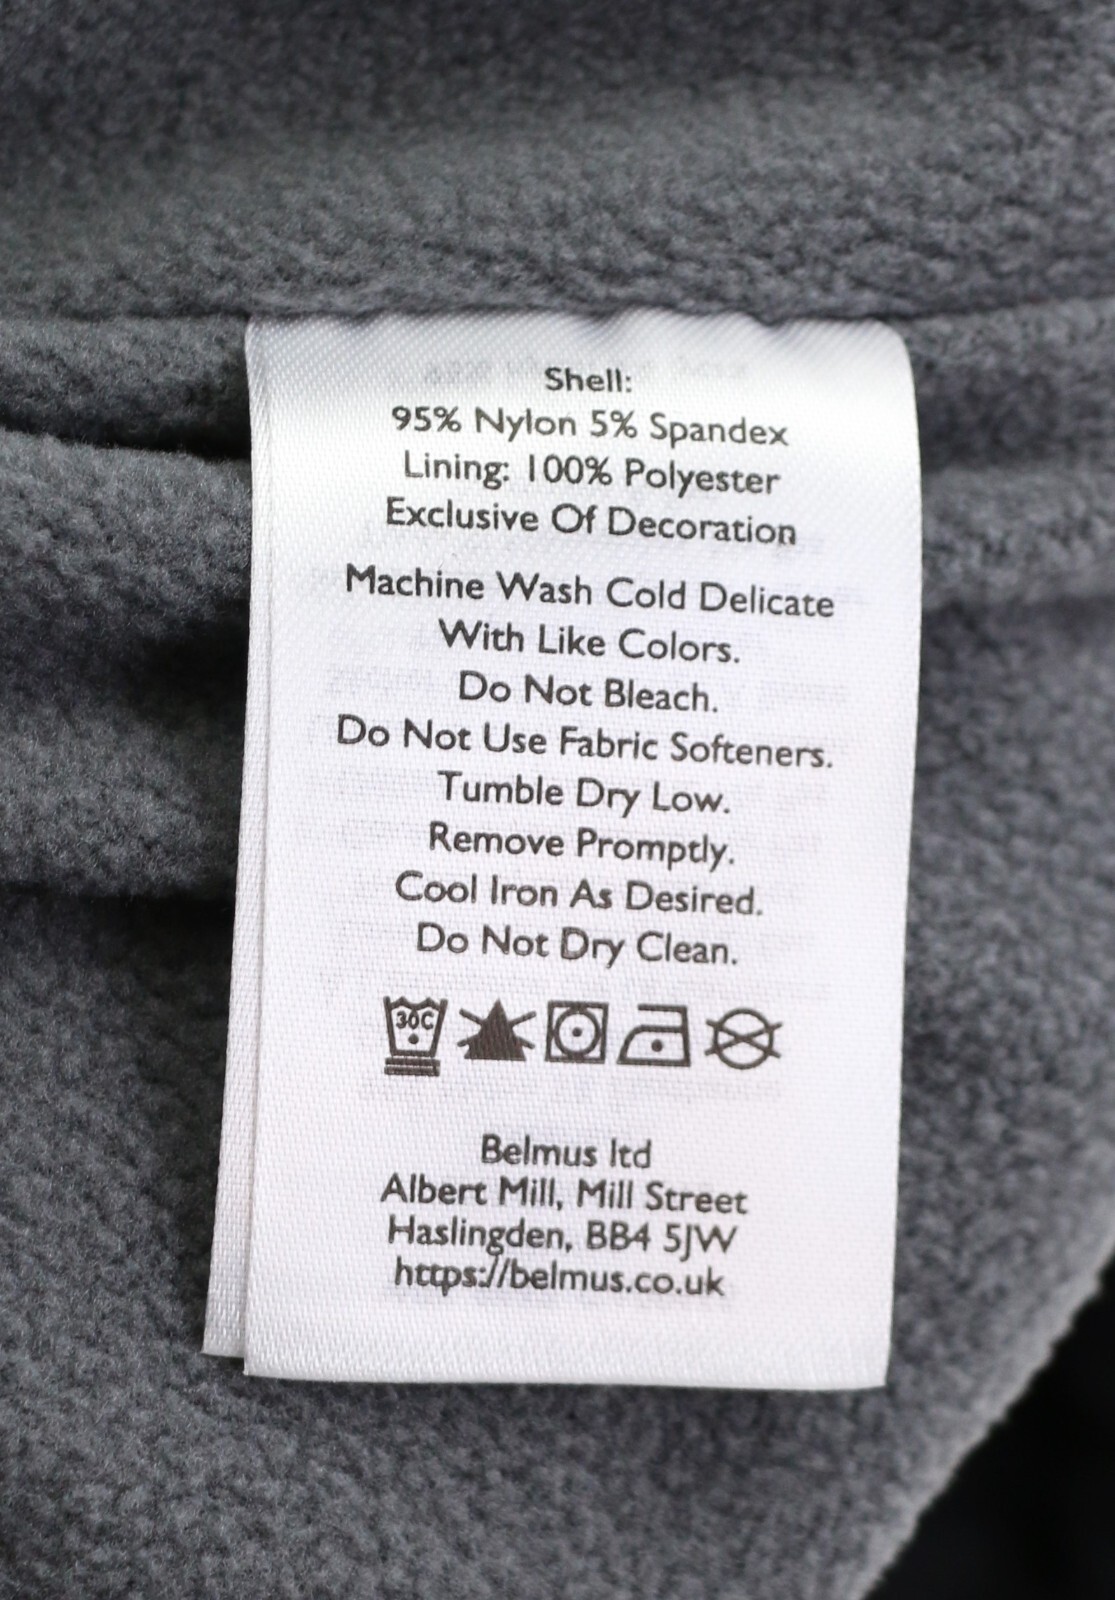 Shell:
95% Nylon 5% Spandex
Lining: 100% Polyester
Exclusive Of Decoration
Machine Wash Cold Delicate
With Like Colors.
Do Not Bleach.
Do Not Use Fabric Softeners.
Tumble Dry Low.
Remove Promptly.
Cool Iron As Desired.
Do Not Dry Clean.
30C
Belmus ltd
Albert Mill, Mill Street
Haslingden, BB4 5JW
https://belmus.co.uk